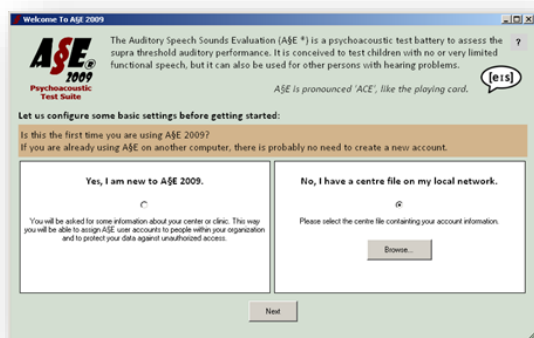 Welcome To A§E 2009
The Auditory Speech Sounds Evaluation (A§E ®) is a psychoacoustic test battery to assess the
supra threshold auditory performance. It is conceived to test children with no or very limited
functional speech, but it can also be used for other persons with hearing problems.
?
A§E®
2009
Psychoacoustic
Test Suite
A§E is pronounced 'ACE', like the playing card.
[eɪs]
Let us configure some basic settings before getting started:
Is this the first time you are using A§E 2009?
If you are already using A§E on another computer, there is probably no need to create a new account.
Yes, I am new to A§E 2009.
You will be asked for some information about your center or clinic. This way
you will be able to assign A§E user accounts to people within your organization
and to protect your data against unauthorized access.
No, I have a centre file on my local network.
Please select the centre file containting your account information.
Browse...
Next